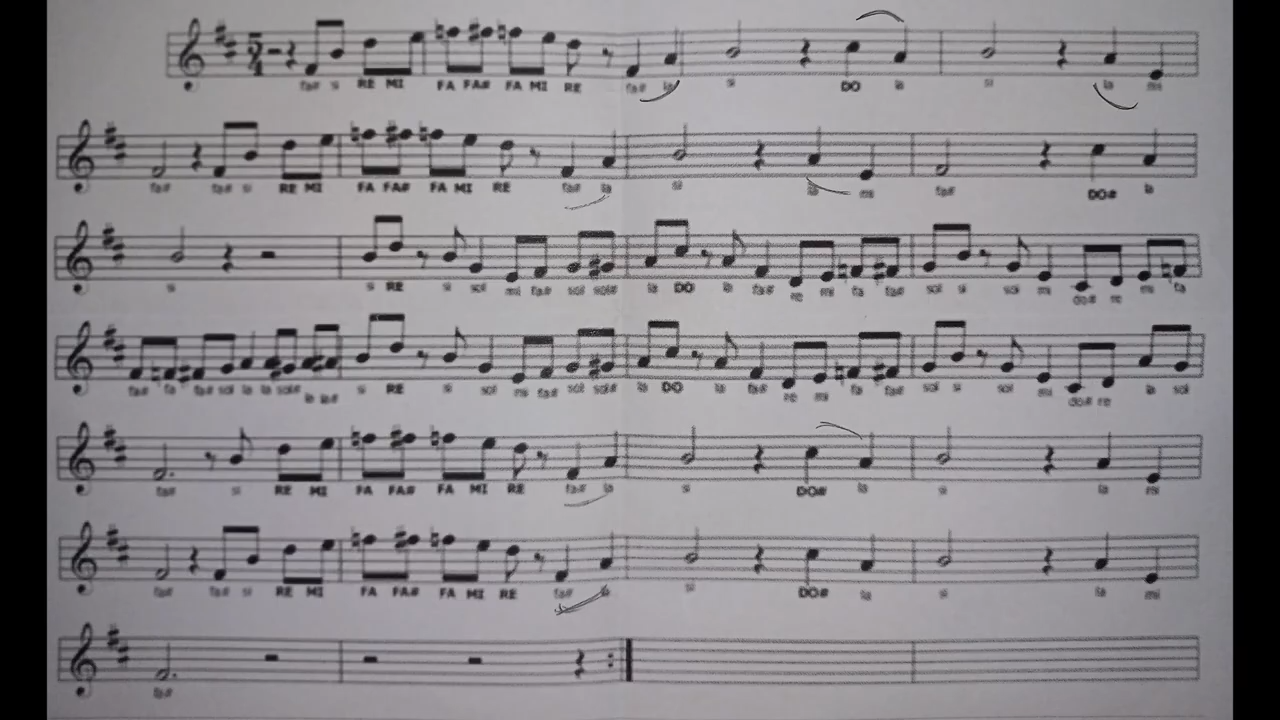 5
4
fa# si RE MI FA FA# FA MI RE fa# la si DO la si la mi
fa# fa# si RE MI FA FA# FA MI RE fa# la si la mi fa# DO# la
si si RE si sol mi fa# sol sol# la DO la fa# re mi fa fa# sol si sol mi do# re mi fa
fa# fa fa# sol la la sol# la la# si RE si sol mi fa# sol sol# la DO la fa# re mi fa fa# sol si sol mi do# re la sol
fa# si RE MI FA FA# FA MI RE fa# la si DO# la si la mi
fa# fa# si RE MI FA FA# FA MI RE fa# la si DO# la si la mi
fa#